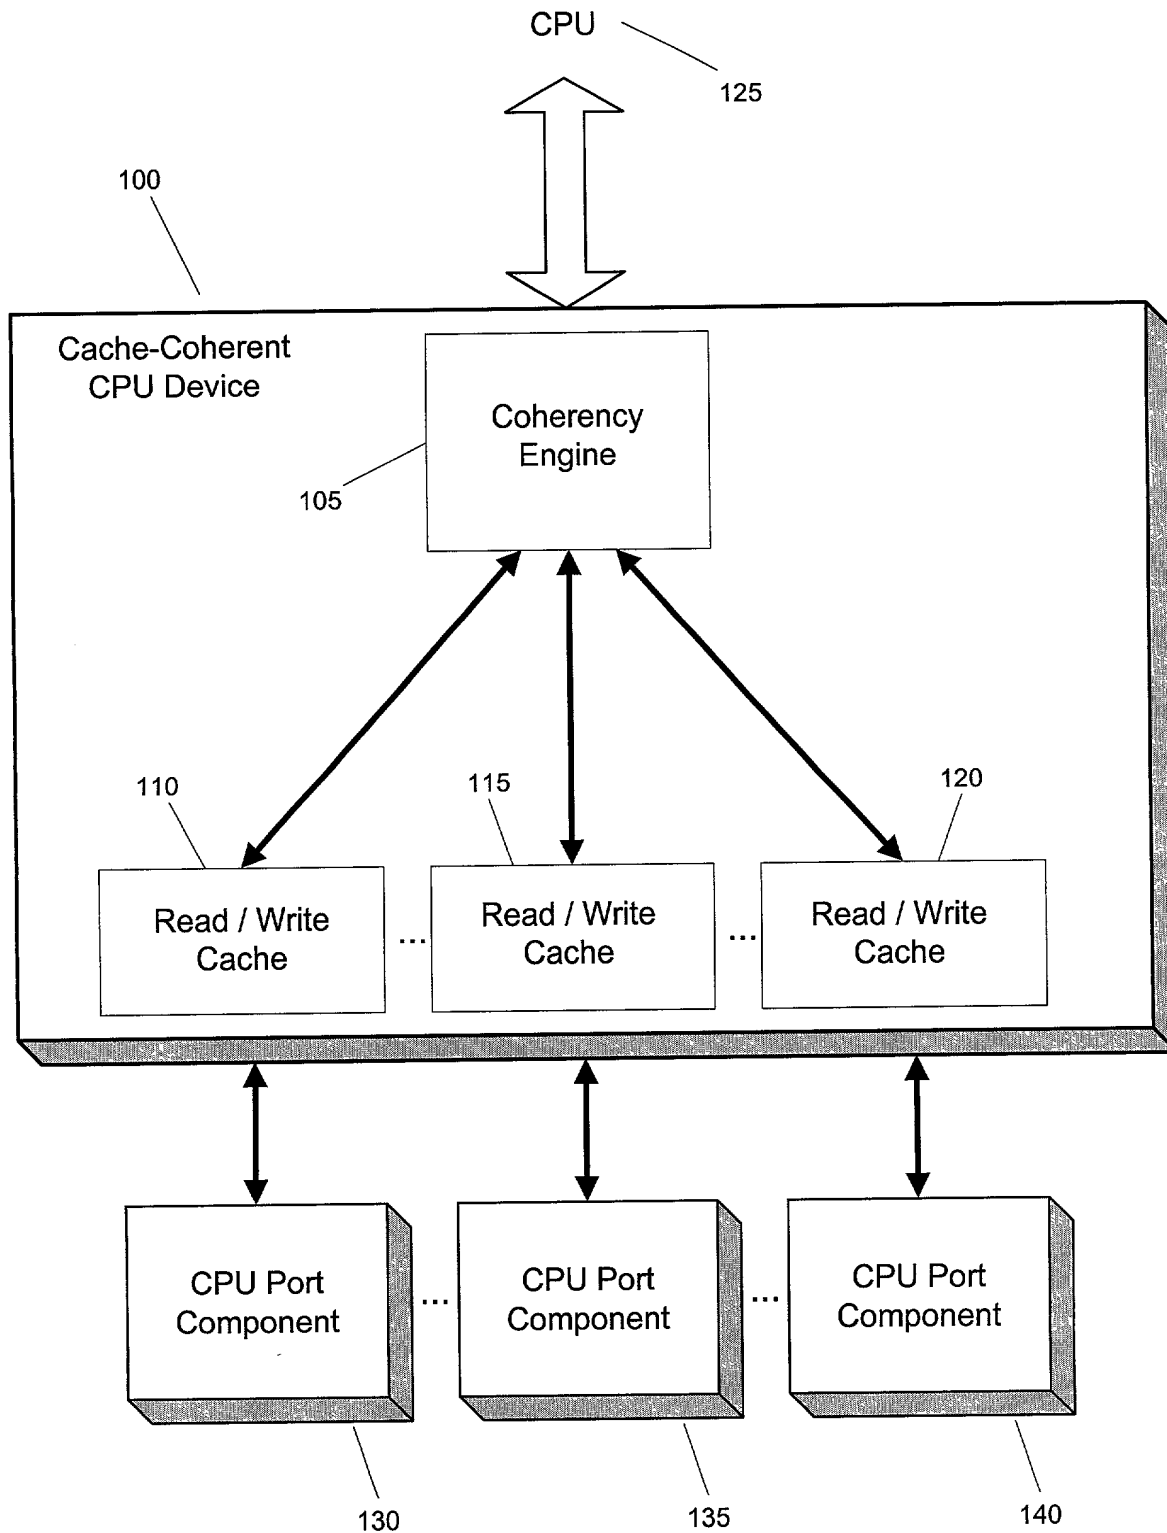 CPU
125
100
Cache-Coherent
CPU Device
Coherency
Engine
105
110
115
120
Read / Write
Cache
...
Read / Write
Cache
...
Read / Write
Cache
CPU Port
Component
...
CPU Port
Component
...
CPU Port
Component
130
135
140